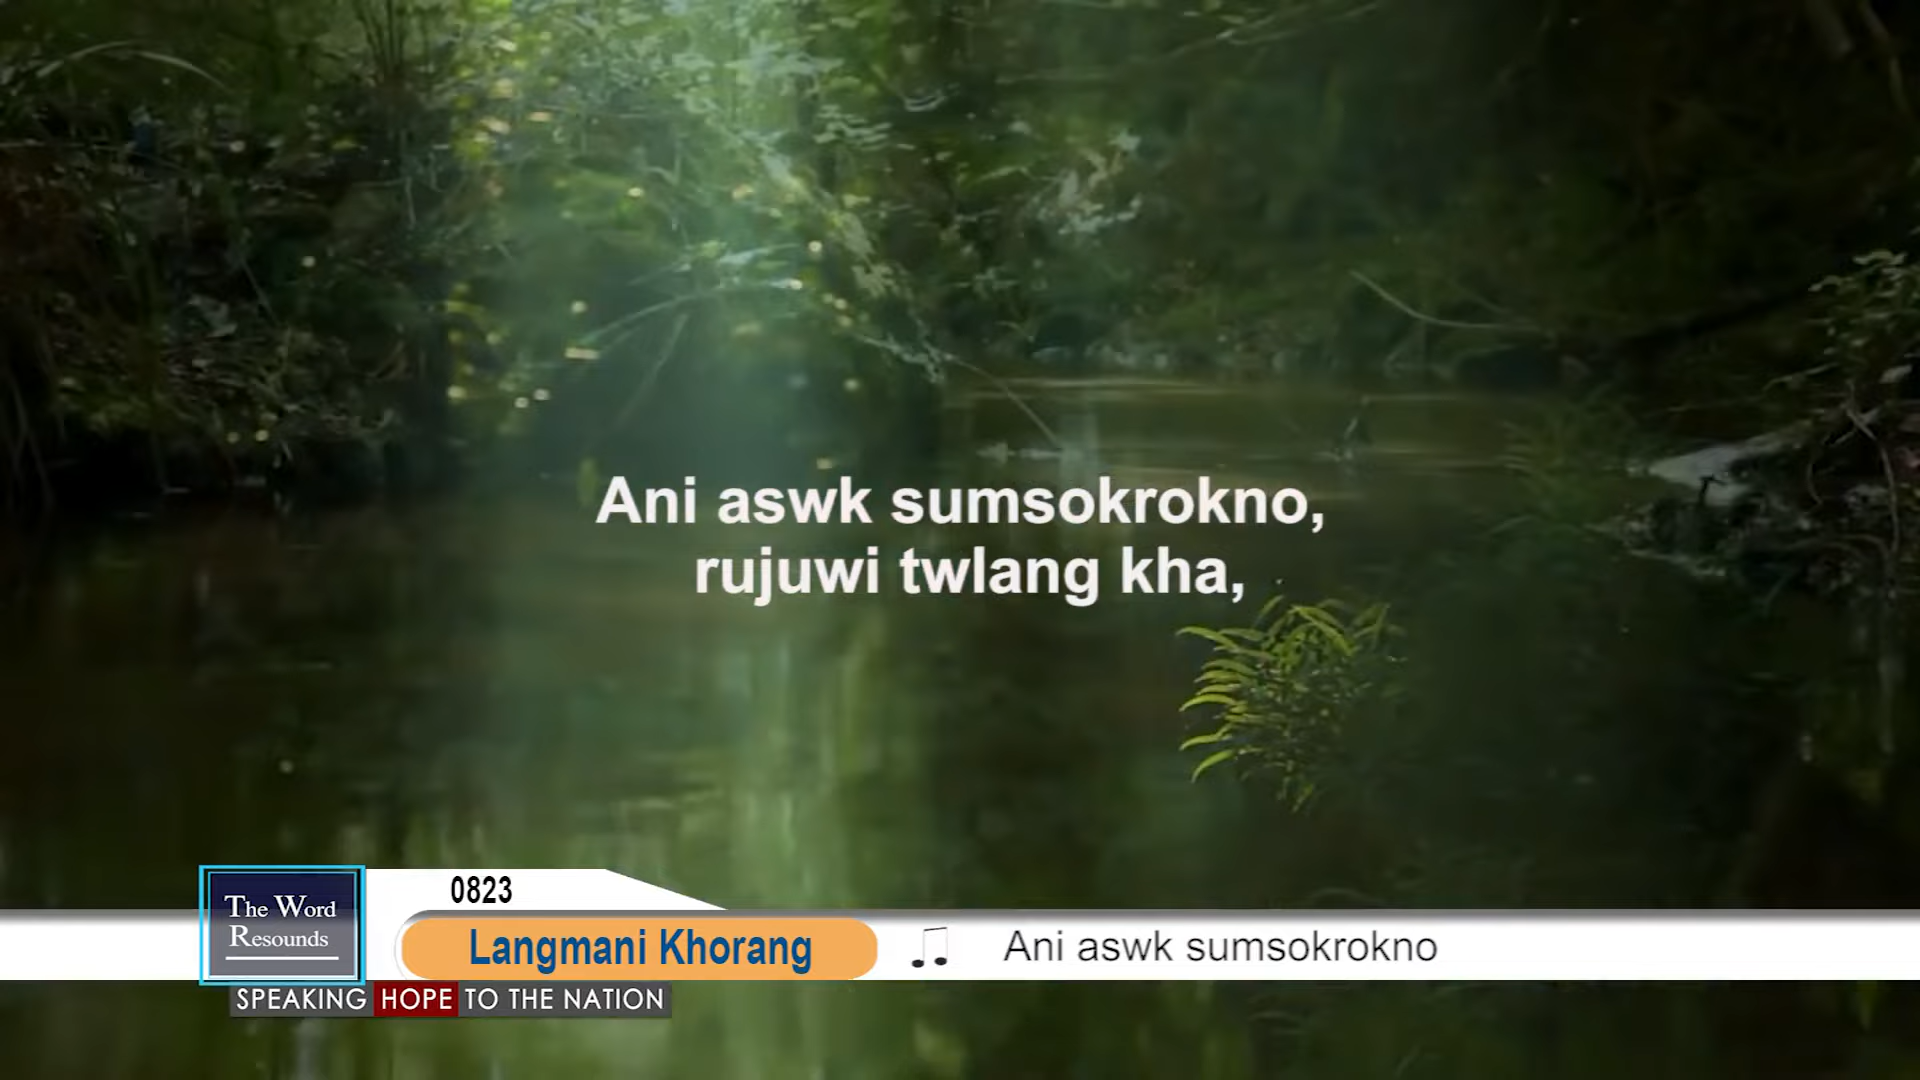 Ani aswk sumsokrokno,
rujuwi twlang kha,
0823
The Word
Resounds
Langmani Khorang
Ani aswk sumsokrokno
SPEAKING HOPE TO THE NATION